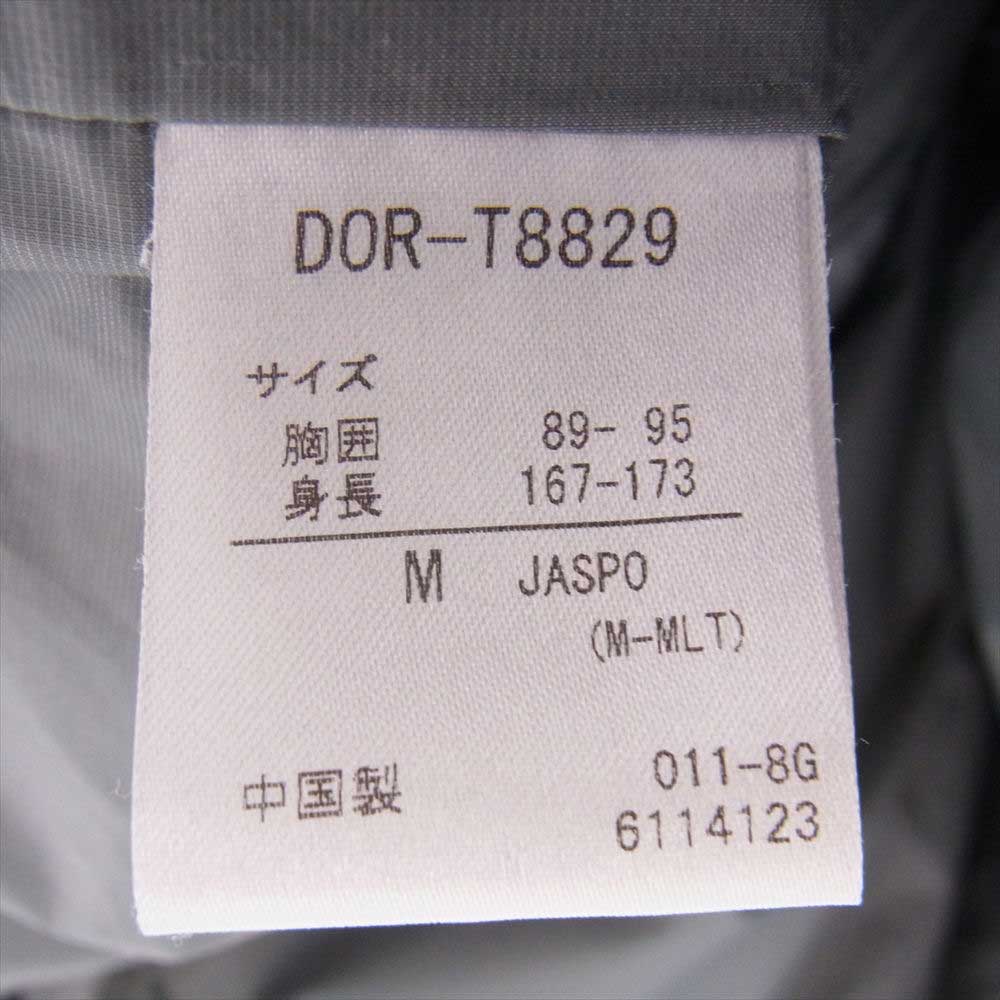 DOR-T8829
サイズ
胸囲 89- 95
身長 167-173
M JASPO
(M-MLT)
011-8G
中国製
6114123